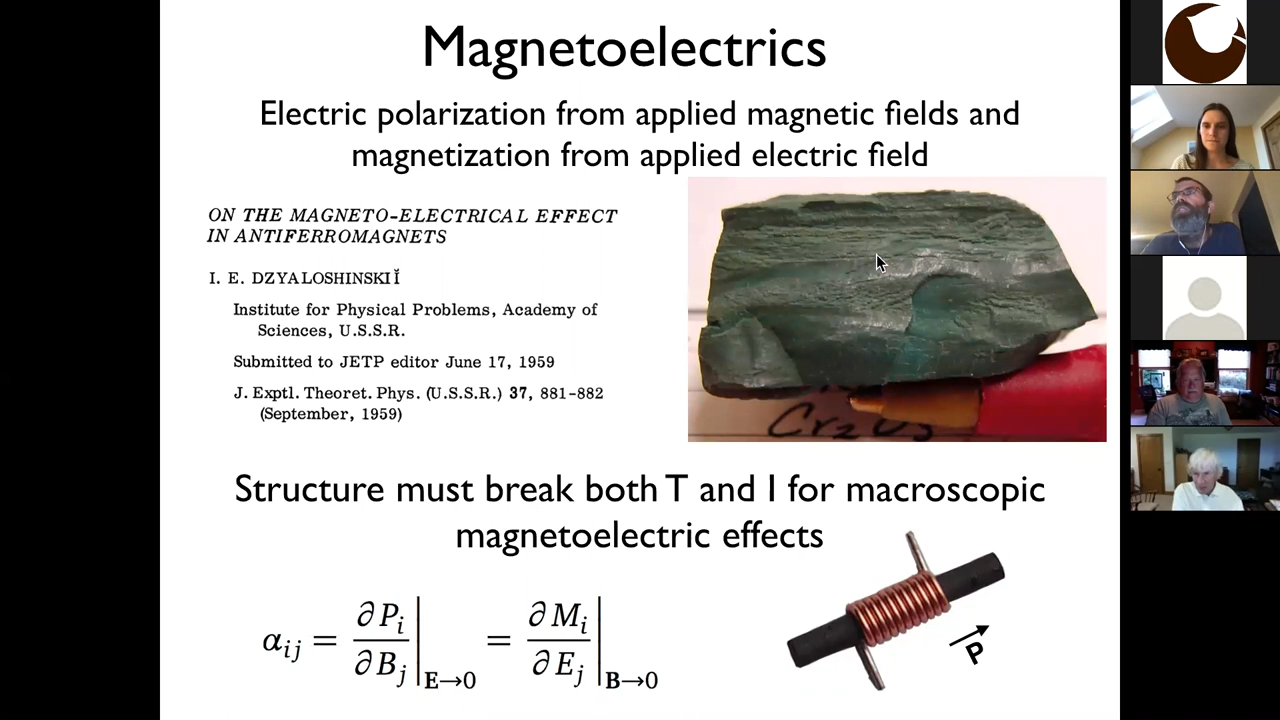 Magnetoelectrics
Electric polarization from applied magnetic fields and
magnetization from applied electric field
ON THE MAGNETO-ELECTRICAL EFFECT
IN ANTIFERROMAGNETS
I. E. DZYALOSHINSKIĬ
Institute for Physical Problems, Academy of
Sciences, U.S.S.R.
Submitted to JETP editor June 17, 1959
J. Exptl. Theoret. Phys. (U.S.S.R.) 37, 881-882
(September, 1959)
Cr₂O₃
Structure must break both T and I for macroscopic
magnetoelectric effects
α_ij = ∂P_i/∂B_j |_E→0 = ∂M_i/∂E_j |_B→0
P